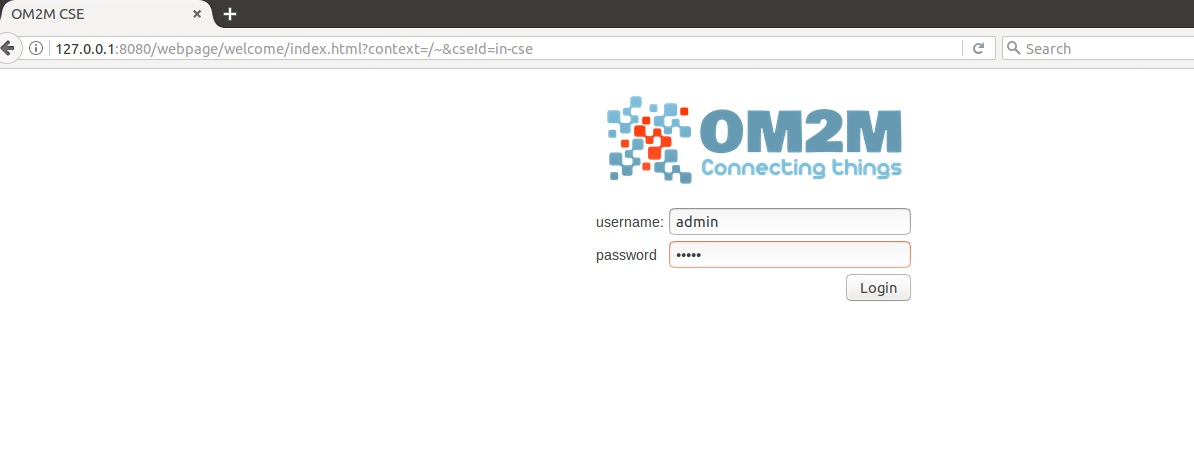 OM2M CSE
127.0.0.1:8080/webpage/welcome/index.html?context=/~&cseId=in-cse
Search
OM2M
Connecting things
username: admin
password •••••
Login